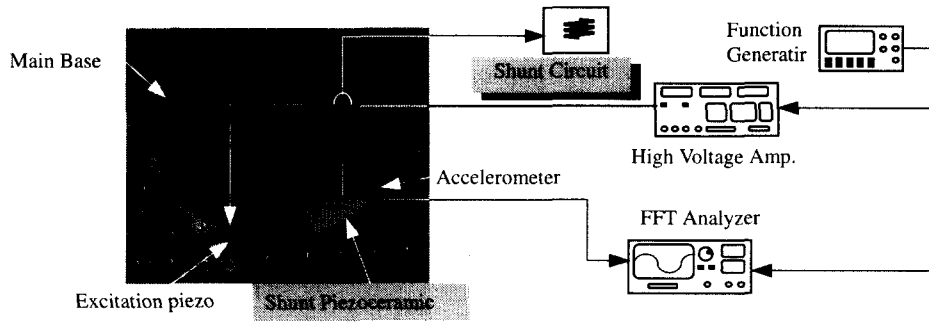 Main Base
Shunt Circuit
Function
Generatir
High Voltage Amp.
Accelerometer
FFT Analyzer
Excitation piezo
Shunt Piezoceramic